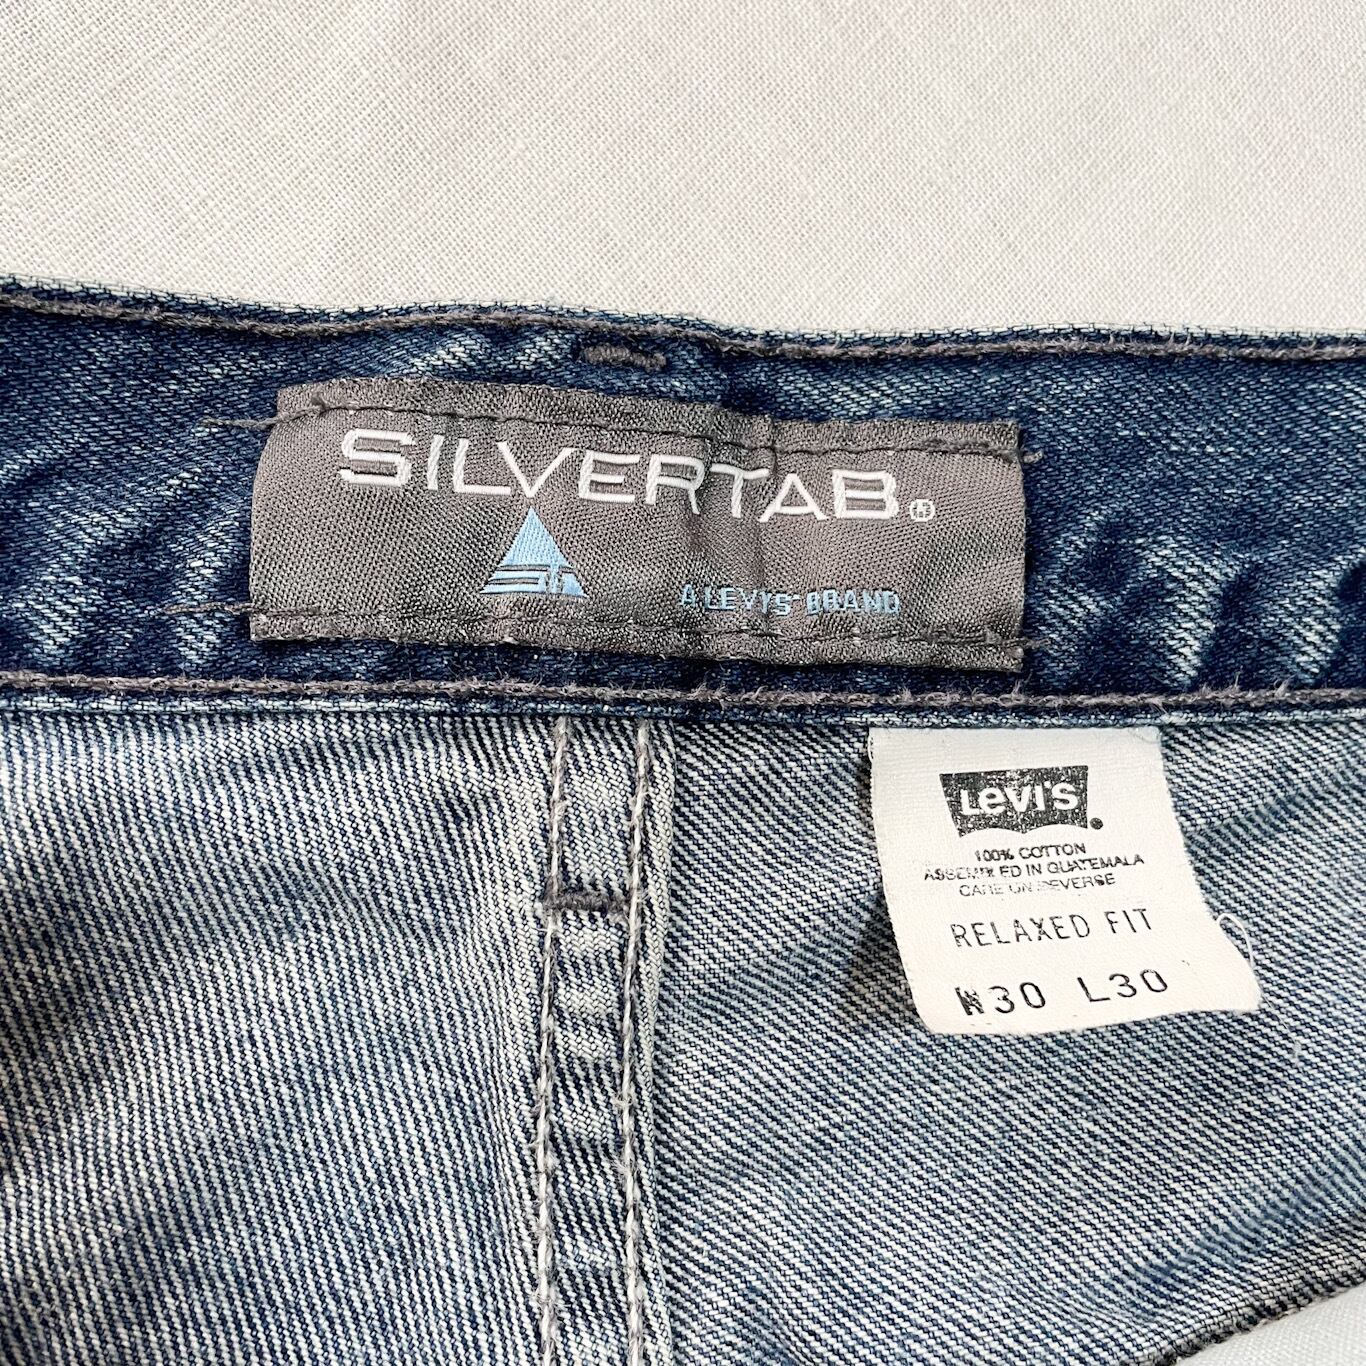 SILVERTAB®
A LEVI'S BRAND
LEVI'S
100% COTTON
ASSEMBLED IN GUATEMALA
CARE ON REVERSE
RELAXED FIT
W30 L30